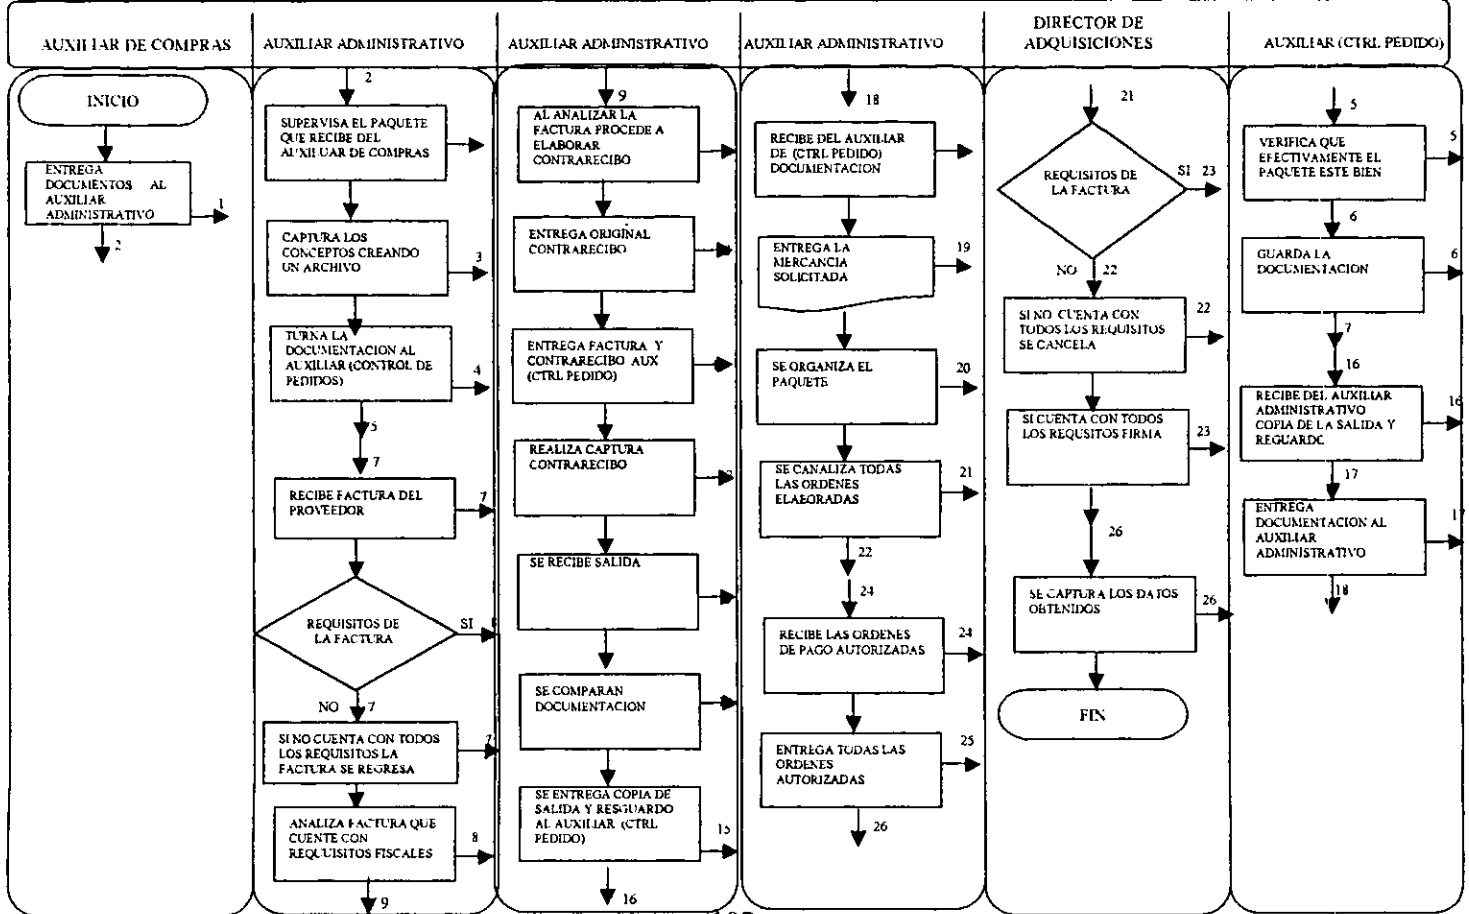 AUXILIAR DE COMPRAS
INICIO
ENTREGA
DOCUMENTOS AL
AUXILIAR
ADMINISTRATIVO
1
2
AUXILIAR ADMINISTRATIVO
2
SUPERVISA EL PAQUETE
QUE RECIBE DEL
AUXILUAR DE COMPRAS
CAPTURA LOS
CONCEPTOS CREANDO
UN ARCHIVO
3
TURNA LA
DOCUMENTACION AL
AUXILIAR (CONTROL DE
PEDIDOS)
4
5
7
RECIBE FACTURA DEL
PROVEEDOR
7
REQUISITOS DE
LA FACTURA
SI
NO
7
SI NO CUENTA CON TODOS
LOS REQUISITOS LA
FACTURA SE REGRESA
7
ANALIZA FACTURA QUE
CUENTE CON
REQUISITOS FISCALES
8
9
AUXILIAR ADMINISTRATIVO
9
AL ANALIZAR LA
FACTURA PROCEDE A
ELABORAR
CONTRARECIBO
ENTREGA ORIGINAL
CONTRARECIBO
ENTREGA FACTURA Y
CONTRARECIBO AUX
(CTRL PEDIDO)
REALIZA CAPTURA
CONTRARECIBO
SE RECIBE SALIDA
SE COMPARAN
DOCUMENTACION
SE ENTREGA COPIA DE
SALIDA Y RESGUARDO
AL AUXILIAR (CTRL
PEDIDO)
15
16
AUXILIAR ADMINISTRATIVO
18
RECIBE DEL AUXILIAR
DE (CTRL PEDIDO)
DOCUMENTACION
ENTREGA LA
MERCANCIA
SOLICITADA
19
SE ORGANIZA EL
PAQUETE
20
SE CANALIZA TODAS
LAS ORDENES
ELABORADAS
21
22
24
RECIBE LAS ORDENES
DE PAGO AUTORIZADAS
24
ENTREGA TODAS LAS
ORDENES
AUTORIZADAS
25
26
DIRECTOR DE
ADQUISICIONES
21
REQUISITOS DE
LA FACTURA
SI 23
NO 22
SI NO CUENTA CON
TODOS LOS REQUISITOS
SE CANCELA
22
SI CUENTA CON TODOS
LOS REQUSITOS FIRMA
23
26
SE CAPTURA LOS DATOS
OBTENIDOS
26
FIN
AUXILIAR (CTRL PEDIDO)
5
VERIFICA QUE
EFECTIVAMENTE EL
PAQUETE ESTE BIEN
5
6
GUARDA LA
DOCUMENTACION
6
7
16
RECIBE DEL AUXILIAR
ADMINISTRATIVO
COPIA DE LA SALIDA Y
REGUARDO
16
17
ENTREGA
DOCUMENTACION AL
AUXILIAR
ADMINISTRATIVO
17
18